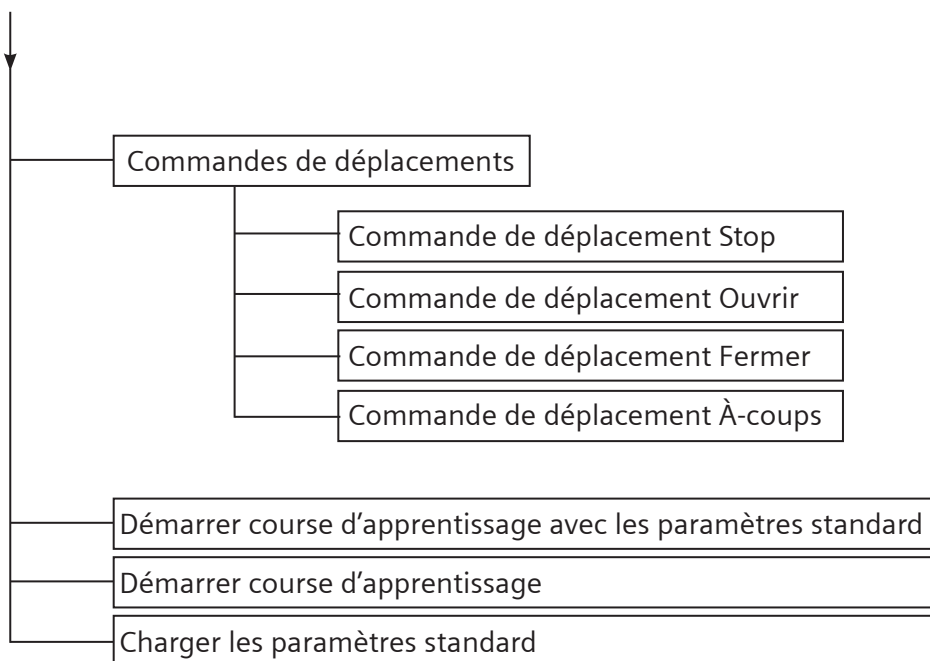 Commandes de déplacements
Commande de déplacement Stop
Commande de déplacement Ouvrir
Commande de déplacement Fermer
Commande de déplacement À-coups
Démarrer course d’apprentissage avec les paramètres standard
Démarrer course d’apprentissage
Charger les paramètres standard